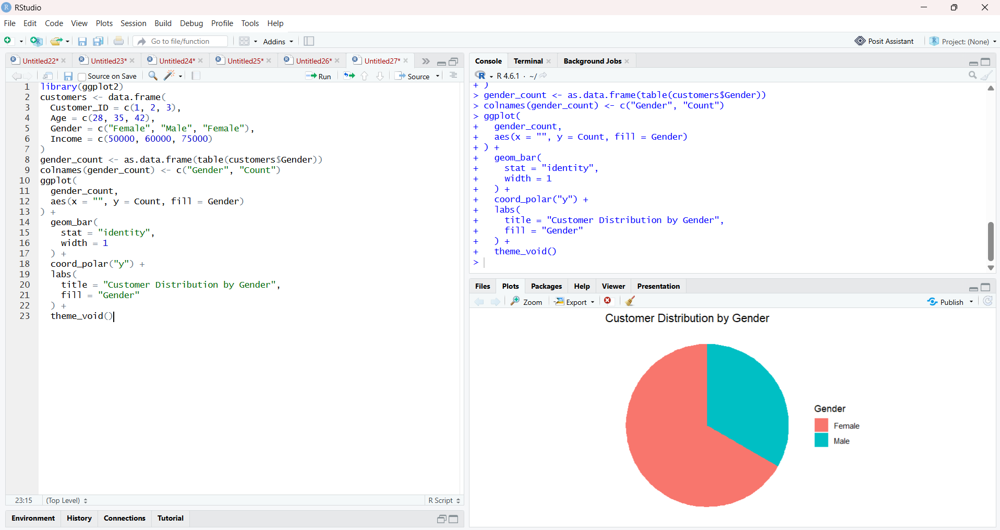 RStudio
File Edit Code View Plots Session Build Debug Profile Tools Help
Go to file/function Addins Posit Assistant Project: (None)
Untitled22* Untitled23* Untitled24* Untitled25* Untitled26* Untitled27*
Source on Save Run Source
1 library(ggplot2)
2 customers <- data.frame(
3   Customer_ID = c(1, 2, 3),
4   Age = c(28, 35, 42),
5   Gender = c("Female", "Male", "Female"),
6   Income = c(50000, 60000, 75000)
7 )
8 gender_count <- as.data.frame(table(customers$Gender))
9 colnames(gender_count) <- c("Gender", "Count")
10 ggplot(
11   gender_count,
12   aes(x = "", y = Count, fill = Gender)
13 ) +
14   geom_bar(
15     stat = "identity",
16     width = 1
17   ) +
18   coord_polar("y") +
19   labs(
20     title = "Customer Distribution by Gender",
21     fill = "Gender"
22   ) +
23   theme_void()
23:15 (Top Level) R Script
Environment History Connections Tutorial
Console Terminal Background Jobs
R 4.6.1 · ~/
+ )
> gender_count <- as.data.frame(table(customers$Gender))
> colnames(gender_count) <- c("Gender", "Count")
> ggplot(
+   gender_count,
+   aes(x = "", y = Count, fill = Gender)
+ ) +
+   geom_bar(
+     stat = "identity",
+     width = 1
+   ) +
+   coord_polar("y") +
+   labs(
+     title = "Customer Distribution by Gender",
+     fill = "Gender"
+   ) +
+   theme_void()
>
Files Plots Packages Help Viewer Presentation
Zoom Export Publish
Customer Distribution by Gender
Gender
Female
Male